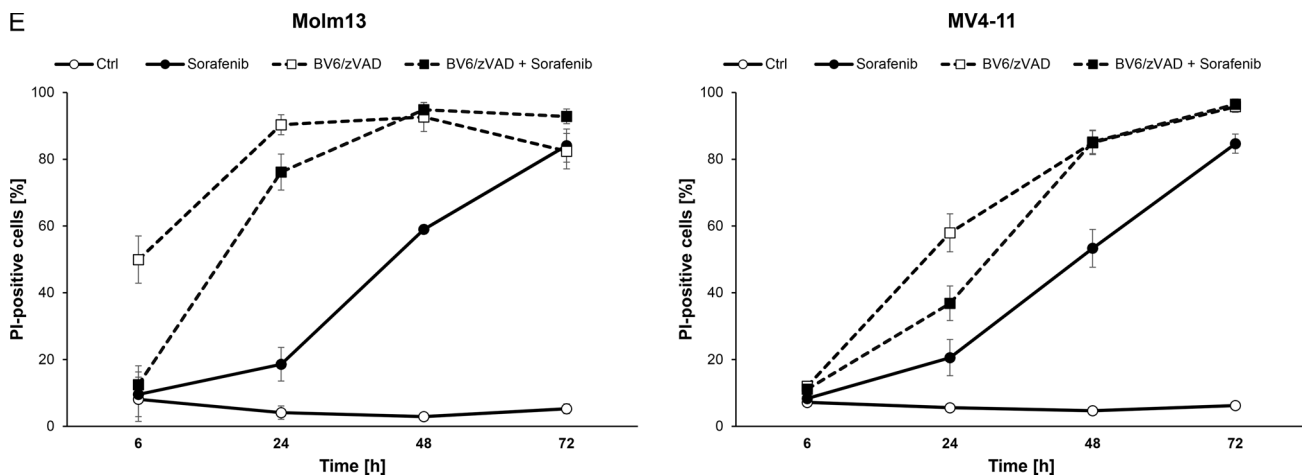 E
Molm13
Ctrl Sorafenib BV6/zVAD BV6/zVAD + Sorafenib
100
80
60
40
20
0
PI-positive cells [%]
6 24 48 72
Time [h]
MV4-11
Ctrl Sorafenib BV6/zVAD BV6/zVAD + Sorafenib
100
80
60
40
20
0
PI-positive cells [%]
6 24 48 72
Time [h]